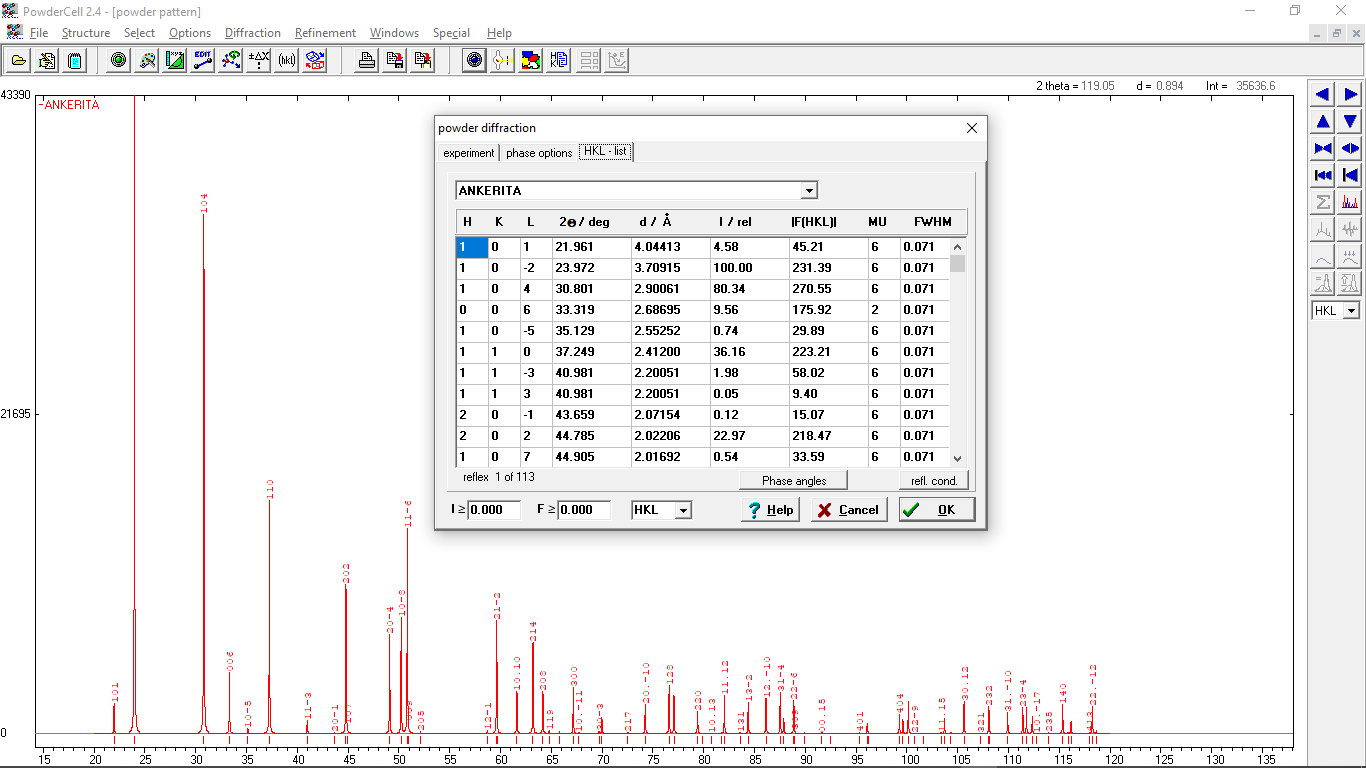 PowderCell 2.4 - [powder pattern]
File Structure Select Options Diffraction Refinement Windows Special Help
EDIT ±ΔX (hkl) HKL
2 theta = 119.05 d = 0.894 Int = 35636.6
43390
~ANKERITA
powder diffraction
experiment phase options HKL - list
ANKERITA
H K L 2Θ / deg d / Å I / rel |F(HKL)| MU FWHM
1 0 1 21.961 4.04413 4.58 45.21 6 0.071
1 0 -2 23.972 3.70915 100.00 231.39 6 0.071
1 0 4 30.801 2.90061 80.34 270.55 6 0.071
0 0 6 33.319 2.68695 9.56 175.92 2 0.071
1 0 -5 35.129 2.55252 0.74 29.89 6 0.071
1 1 0 37.249 2.41200 36.16 223.21 6 0.071
1 1 -3 40.981 2.20051 1.98 58.02 6 0.071
1 1 3 40.981 2.20051 0.05 9.40 6 0.071
2 0 -1 43.659 2.07154 0.12 15.07 6 0.071
2 0 2 44.785 2.02206 22.97 218.47 6 0.071
1 0 7 44.905 2.01692 0.54 33.59 6 0.071
reflex 1 of 113 Phase angles refl. cond.
I ≥ 0.000 F ≥ 0.000 HKL Help Cancel OK
HKL
21695
0
101
104
006
10-5
110
11-3
20-1
202
107
20-4
10-8
11-6
009
205
12-1
21-2
10.10
214
208
119
300
10.-11
30-3
217
20.-10
128
220
10.13
11.12
131
13-2
12.-10
31-4
22-6
309
00.15
401
404
12-9
11.15
30.12
321
232
31.-10
23-4
10.-17
235
140
413
22.-12
15 20 25 30 35 40 45 50 55 60 65 70 75 80 85 90 95 100 105 110 115 120 125 130 135